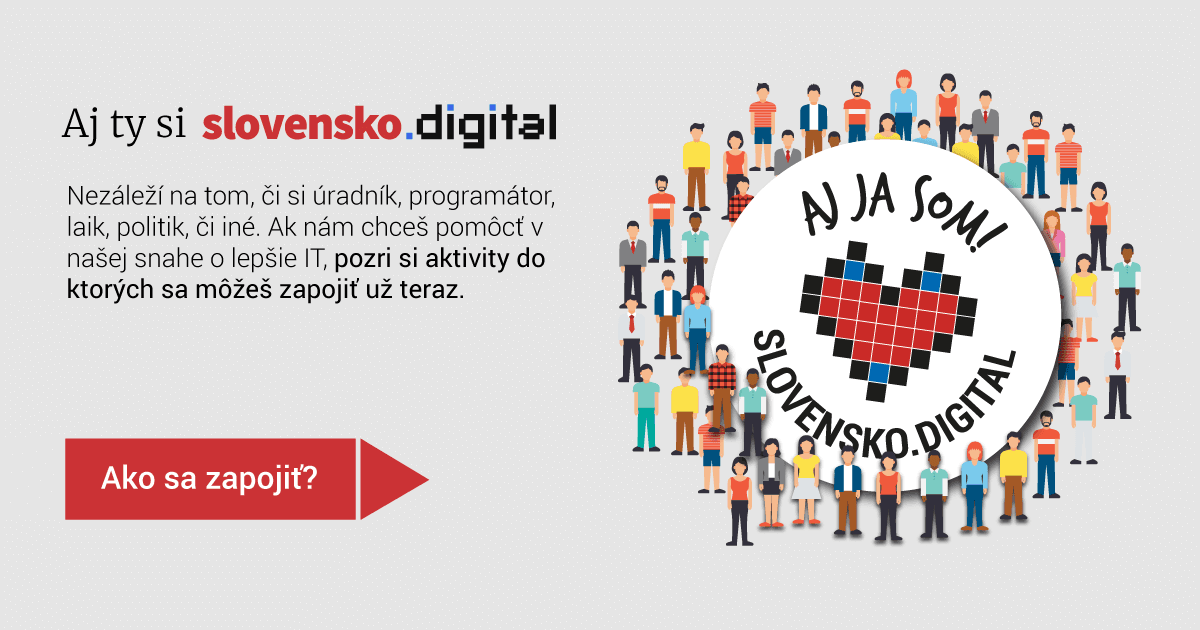 Aj ty si slovensko.digital
Nezáleží na tom, či si úradník, programátor,
laik, politik, či iné. Ak nám chceš pomôcť v
našej snahe o lepšie IT, pozri si aktivity do
ktorých sa môžeš zapojiť už teraz.
Ako sa zapojiť?
AJ JA SOM!
SLOVENSKO.DIGITAL